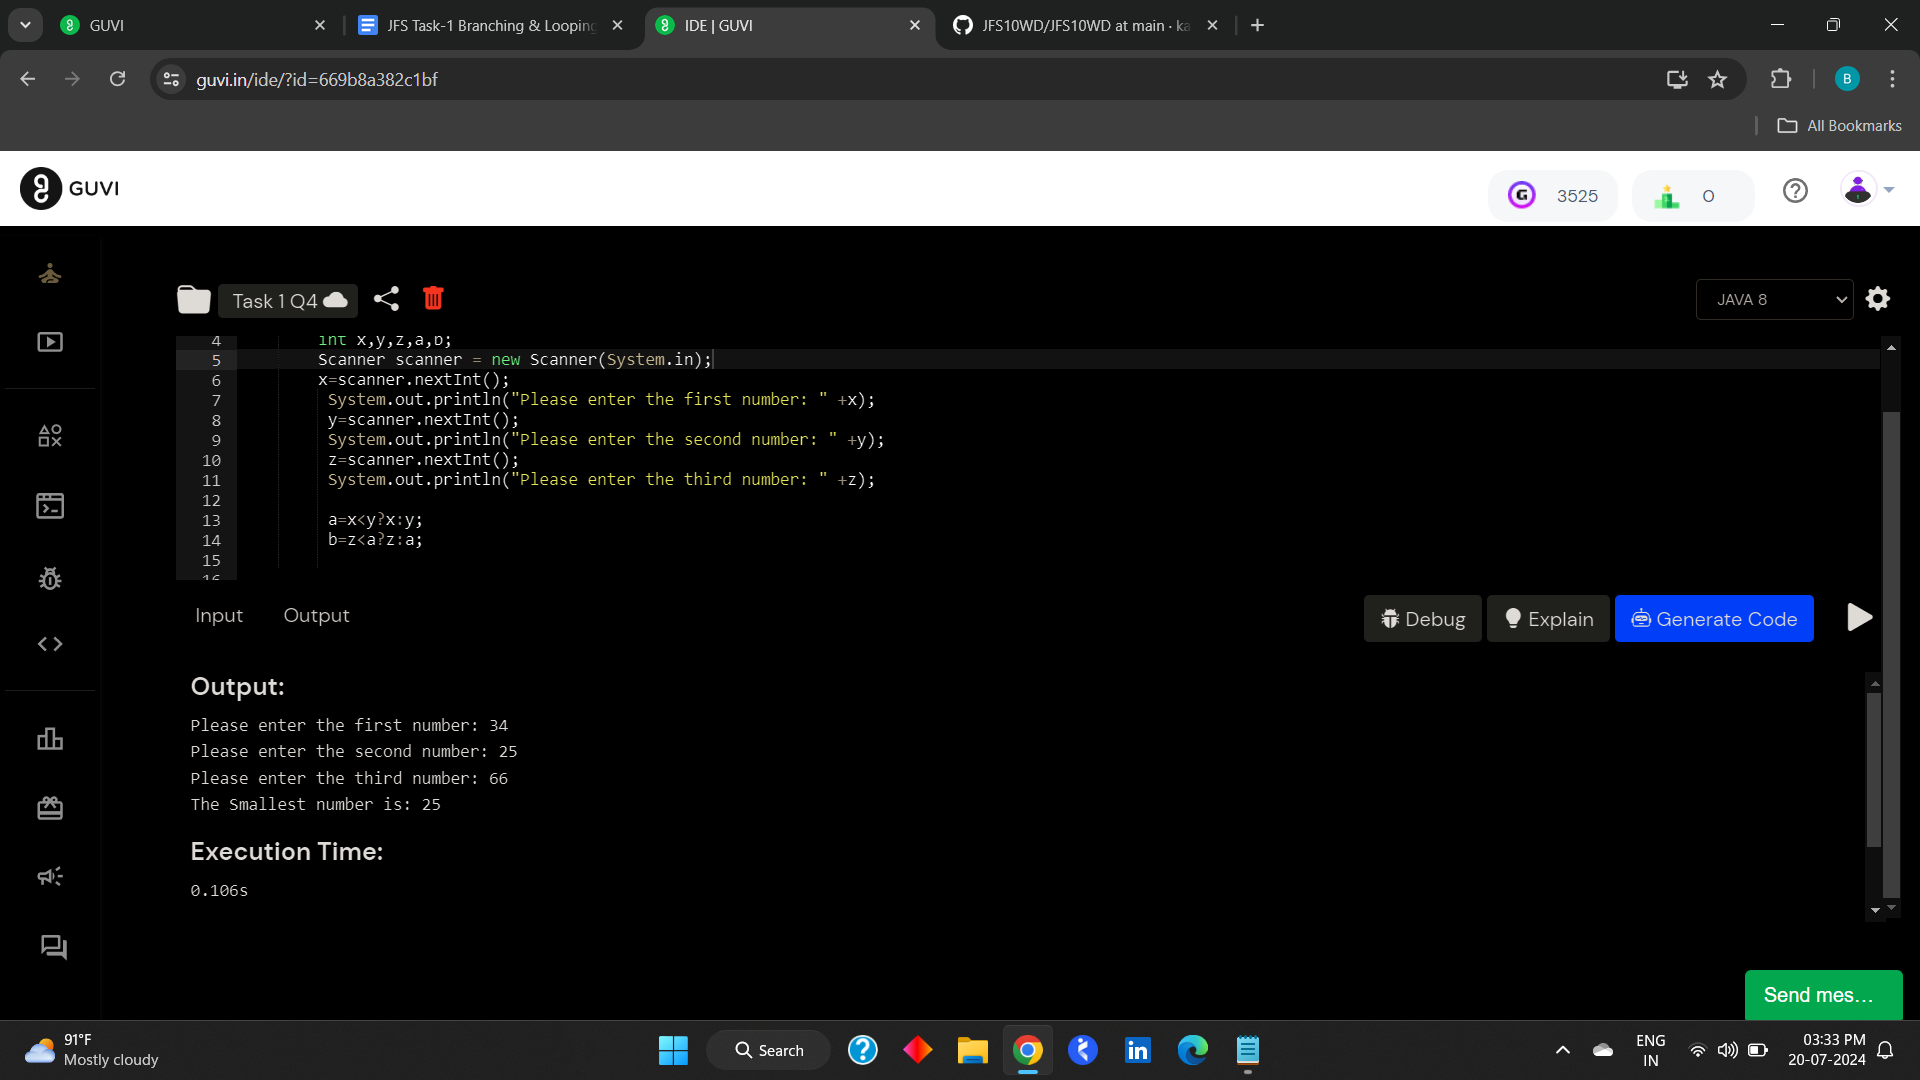 GUVI
JFS Task-1 Branching & Looping
IDE | GUVI
JFS10WD/JFS10WD at main · ka
guvi.in/ide/?id=669b8a382c1bf
B
All Bookmarks
GUVI
3525
0
Task 1 Q4
JAVA 8
4 int x,y,z,a,b;
5 Scanner scanner = new Scanner(System.in);
6 x=scanner.nextInt();
7 System.out.println("Please enter the first number: " +x);
8 y=scanner.nextInt();
9 System.out.println("Please enter the second number: " +y);
10 z=scanner.nextInt();
11 System.out.println("Please enter the third number: " +z);
12
13 a=x<y?x:y;
14 b=z<a?z:a;
15
16
Input Output
Debug Explain Generate Code
Output:
Please enter the first number: 34
Please enter the second number: 25
Please enter the third number: 66
The Smallest number is: 25
Execution Time:
0.106s
Send mes...
91°F
Mostly cloudy
Search
ENG
IN
03:33 PM
20-07-2024